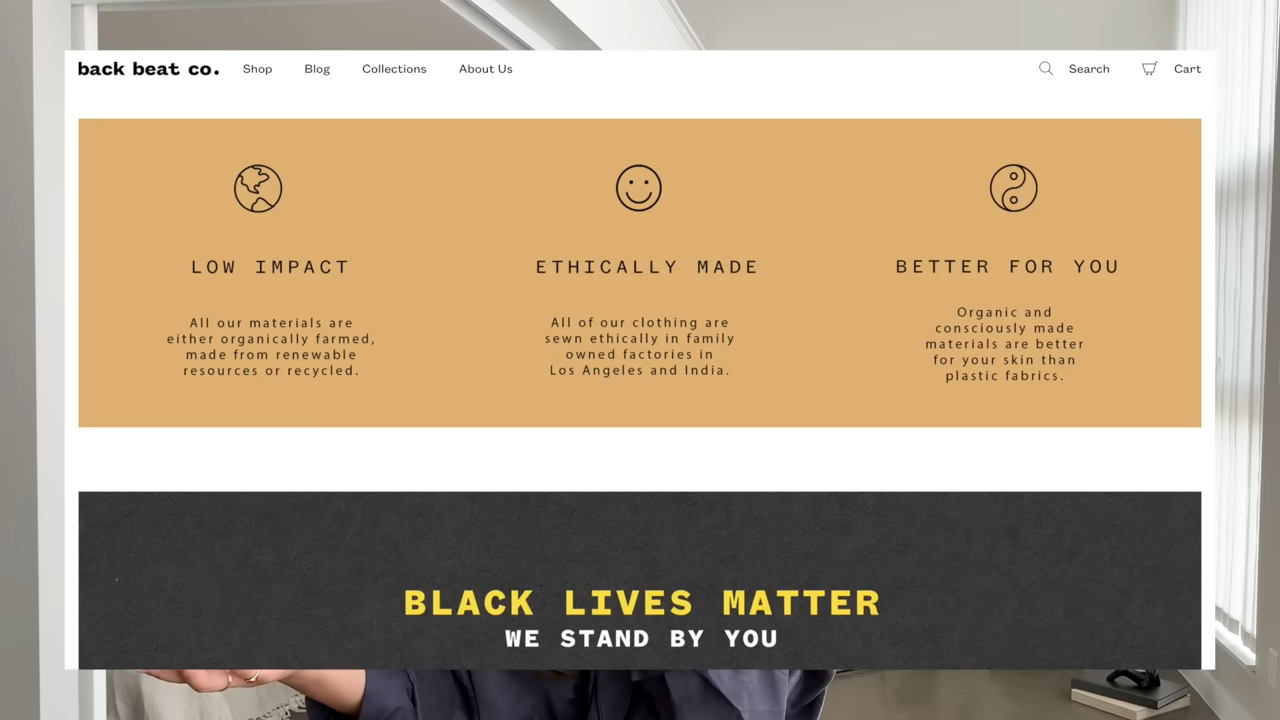 back beat co. Shop Blog Collections About Us Search Cart
LOW IMPACT
All our materials are
either organically farmed,
made from renewable
resources or recycled.
ETHICALLY MADE
All of our clothing are
sewn ethically in family
owned factories in
Los Angeles and India.
BETTER FOR YOU
Organic and
consciously made
materials are better
for your skin than
plastic fabrics.
BLACK LIVES MATTER
WE STAND BY YOU